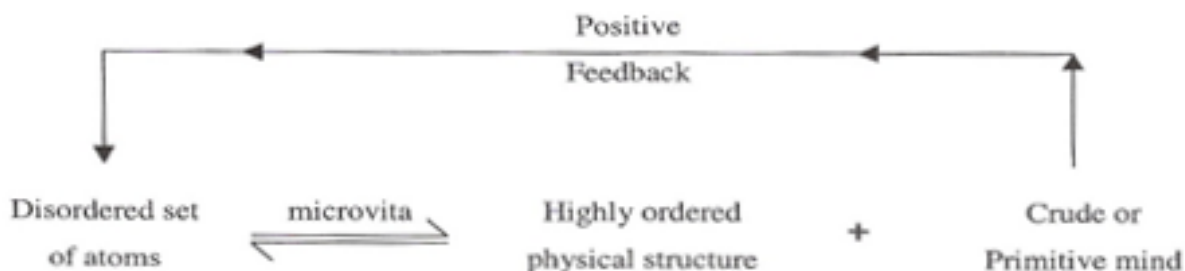 Positive
Feedback
Disordered set
of atoms
microvita
Highly ordered
physical structure
+
Crude or
Primitive mind